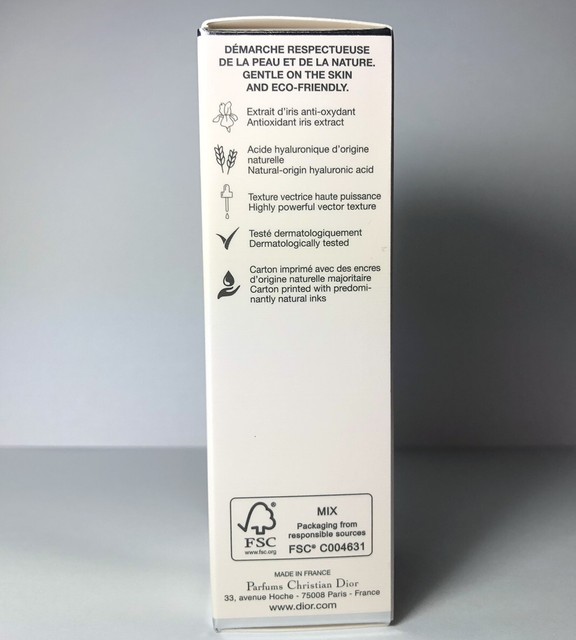 DÉMARCHE RESPECTUEUSE
DE LA PEAU ET DE LA NATURE.
GENTLE ON THE SKIN
AND ECO-FRIENDLY.
Extrait d'iris anti-oxydant
Antioxidant iris extract
Acide hyaluronique d'origine
naturelle
Natural-origin hyaluronic acid
Texture vectrice haute puissance
Highly powerful vector texture
Testé dermatologiquement
Dermatologically tested
Carton imprimé avec des encres
d'origine naturelle majoritaire
Carton printed with predomi-
nantly natural inks
®
FSC
www.fsc.org
MIX
Packaging from
responsible sources
FSC® C004631
MADE IN FRANCE
Parfums Christian Dior
33, avenue Hoche - 75008 Paris - France
www.dior.com